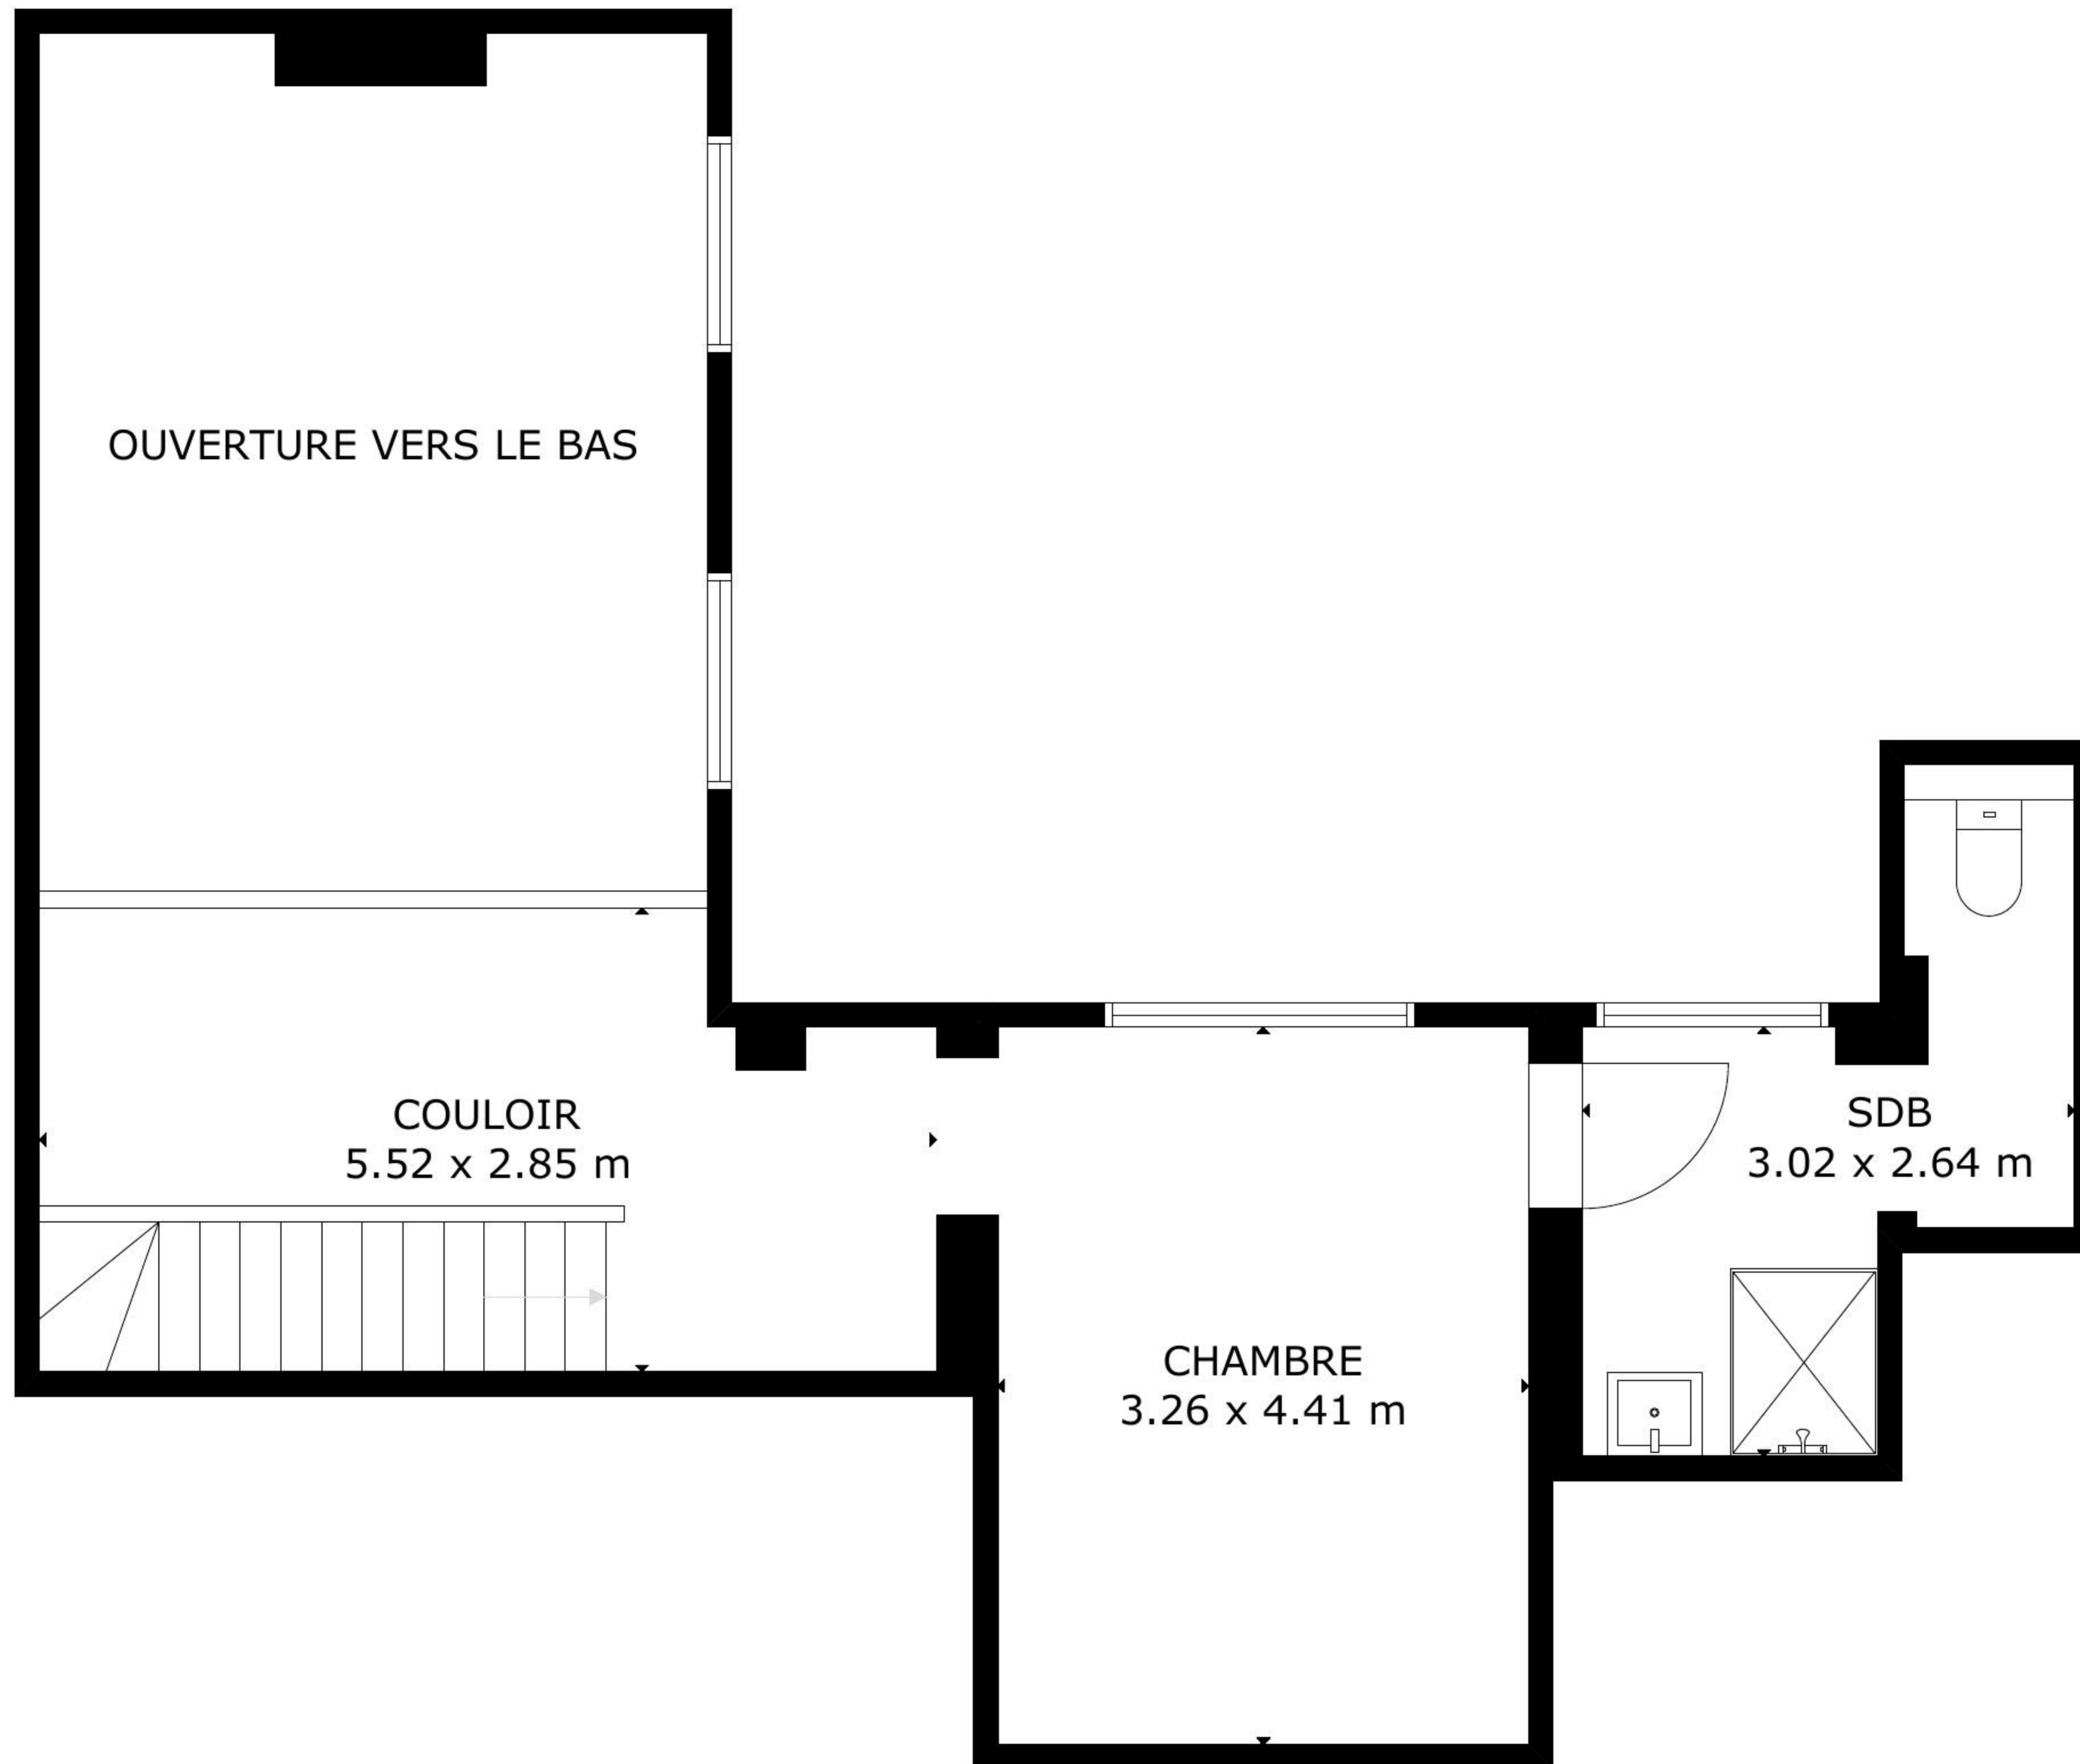 OUVERTURE VERS LE BAS
COULOIR
5.52 x 2.85 m
SDB
3.02 x 2.64 m
CHAMBRE
3.26 x 4.41 m